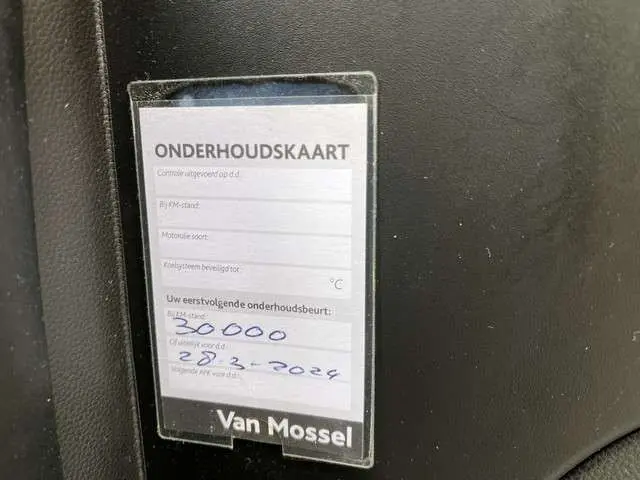 ONDERHOUDSKAART
Controle uitgevoerd op d.d.:
Bij KM-stand:
Motorolie soort:
Koelsysteem beveiligd tot:
°C
Uw eerstvolgende onderhoudsbeurt:
Bij KM-stand:
30000
Of uiterlijk voor d.d.:
28-3-2024
Volgende APK voor d.d.:
Van Mossel